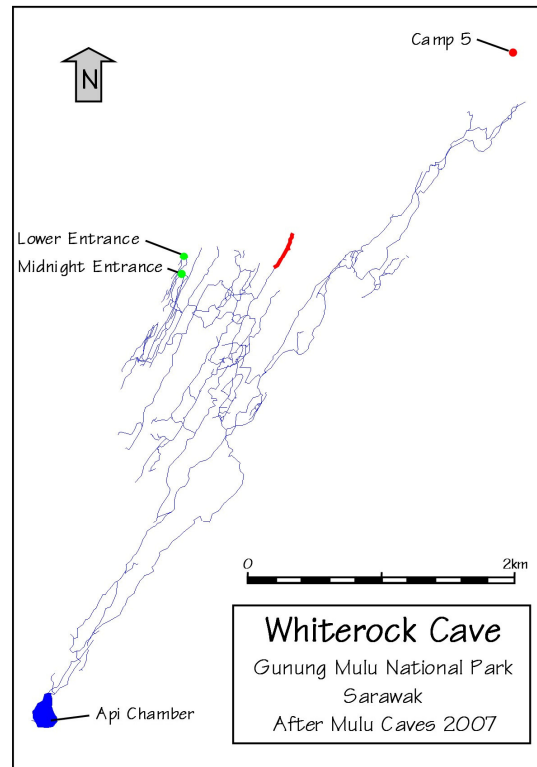 Camp 5
N
Lower Entrance
Midnight Entrance
0 2km
Whiterock Cave
Gunung Mulu National Park
Sarawak
After Mulu Caves 2007
Api Chamber